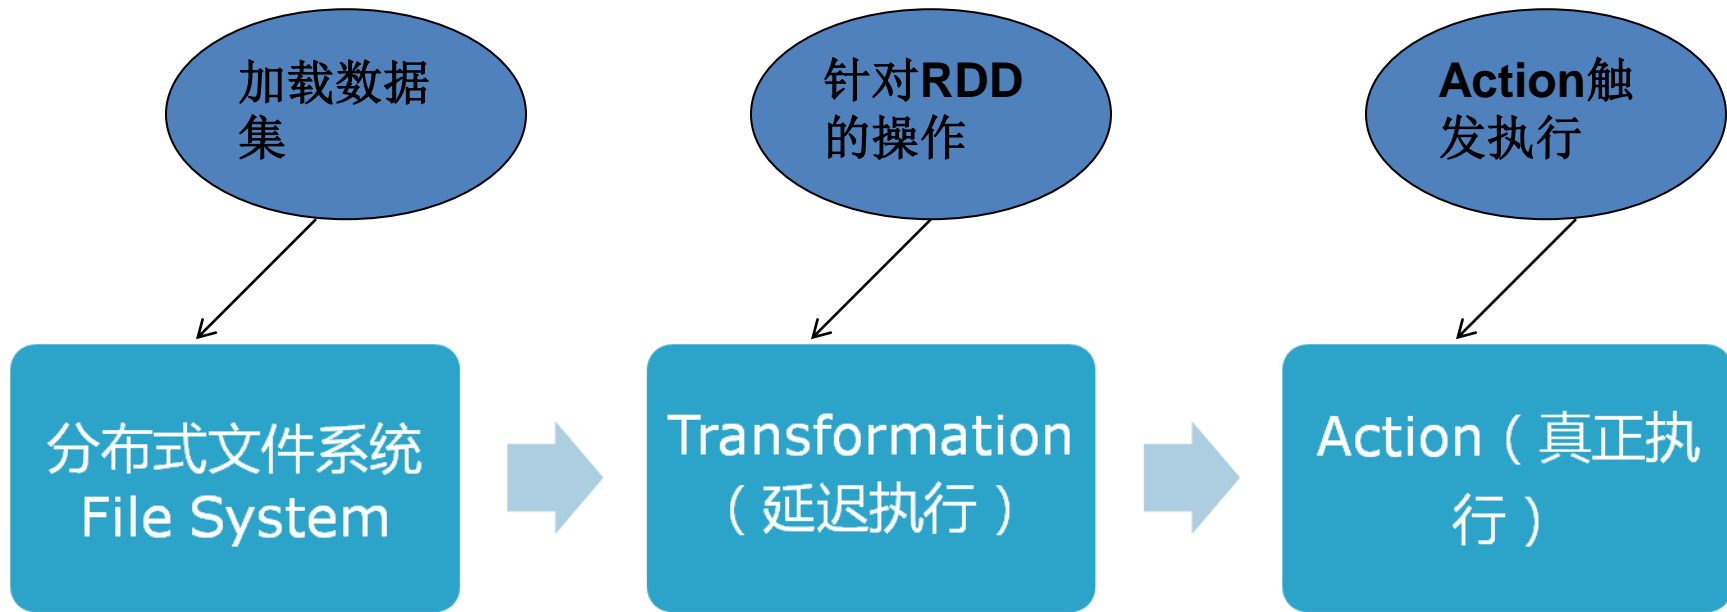 加载数据
集
针对RDD
的操作
Action触
发执行
分布式文件系统
File System
Transformation
（延迟执行）
Action（真正执
行）